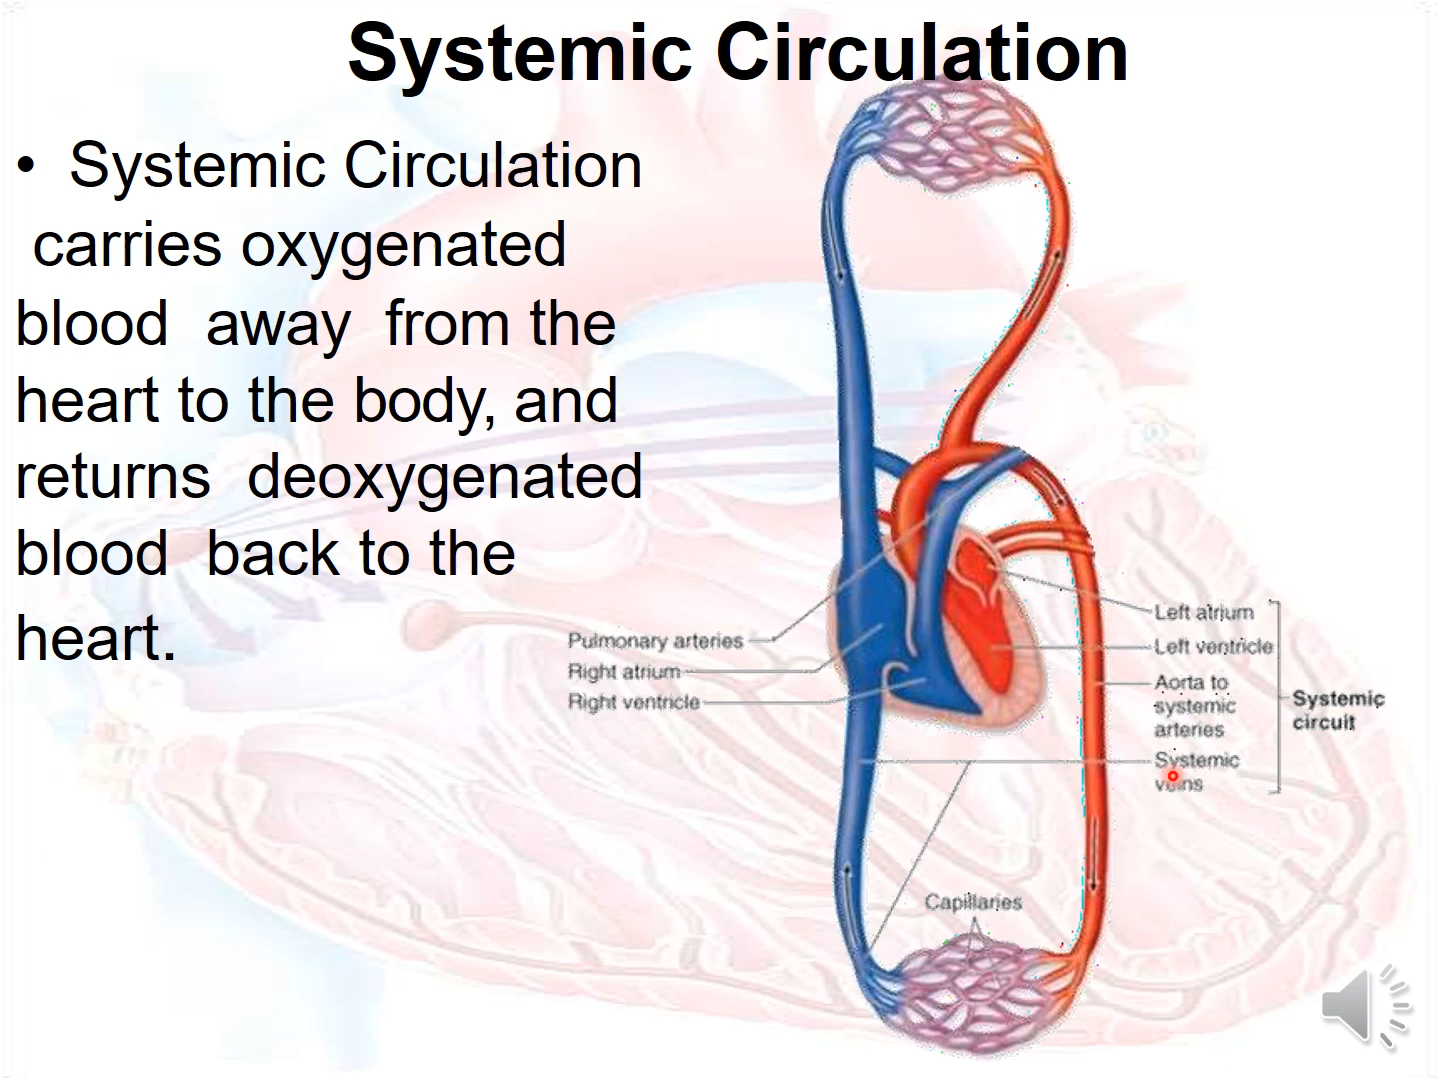 Systemic Circulation
• Systemic Circulation
carries oxygenated
blood away from the
heart to the body, and
returns deoxygenated
blood back to the
heart.
Pulmonary arteries
Right atrium
Right ventricle
Left atrium
Left ventricle
Aorta to
systemic
arteries
Systemic
veins
Systemic
circuit
Capillaries